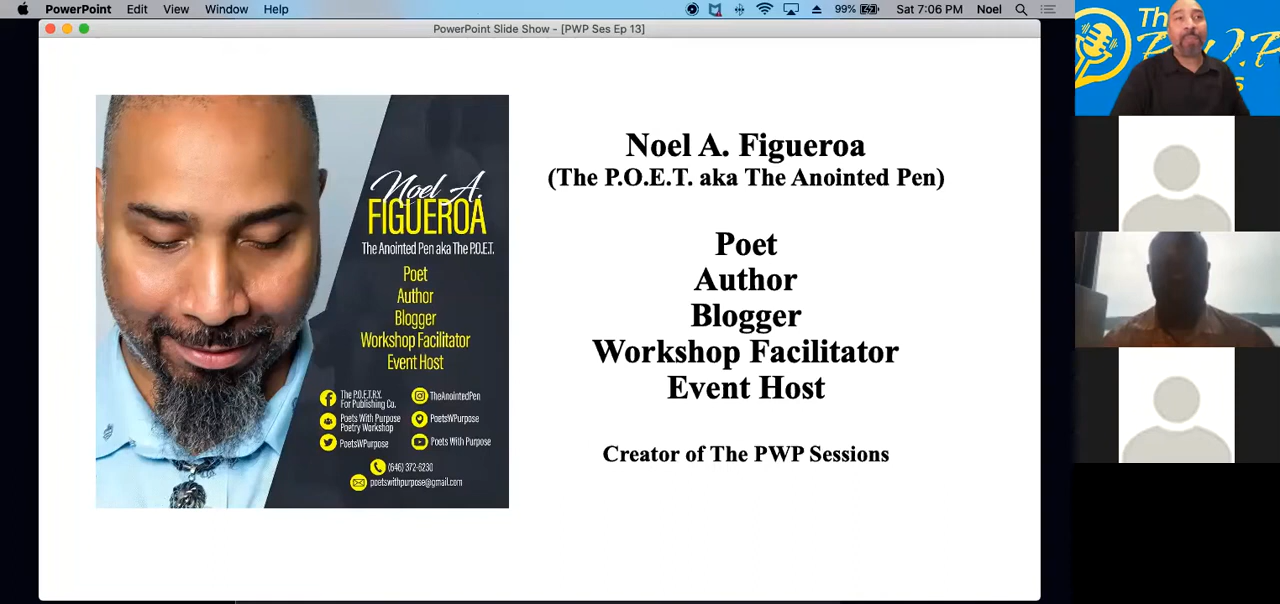 PowerPoint Edit View Window Help 99% Sat 7:06 PM Noel
PowerPoint Slide Show - [PWP Ses Ep 13]
Noel A.
FIGUEROA
The Anointed Pen aka The P.O.E.T.
Poet
Author
Blogger
Workshop Facilitator
Event Host
The P.O.E.T.R.Y.
For Publishing Co.
TheAnointedPen
Poets With Purpose
Poetry Workshop
PoetsWPurpose
PoetsWPurpose
Poets With Purpose
(646) 372-6230
poetswithpurpose@gmail.com
Noel A. Figueroa
(The P.O.E.T. aka The Anointed Pen)
Poet
Author
Blogger
Workshop Facilitator
Event Host
Creator of The PWP Sessions